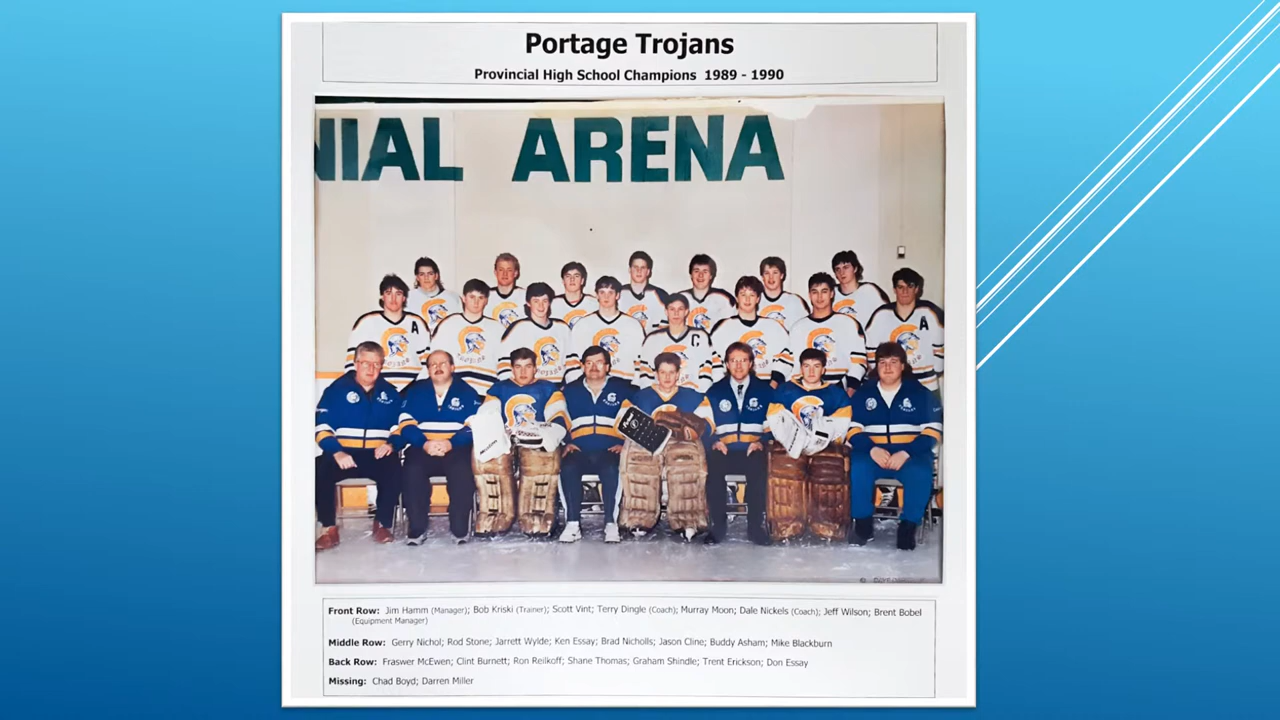 Portage Trojans
Provincial High School Champions 1989 - 1990
NIAL ARENA
A
C
A
Front Row: Jim Hamm (Manager); Bob Kriski (Trainer); Scott Vint; Terry Dingle (Coach); Murray Moon; Dale Nickels (Coach); Jeff Wilson; Brent Bobel
(Equipment Manager)
Middle Row: Gerry Nichol; Rod Stone; Jarrett Wylde; Ken Essay; Brad Nicholls; Jason Cline; Buddy Asham; Mike Blackburn
Back Row: Fraswer McEwen; Clint Burnett; Ron Reilkoff; Shane Thomas; Graham Shindle; Trent Erickson; Don Essay
Missing: Chad Boyd; Darren Miller